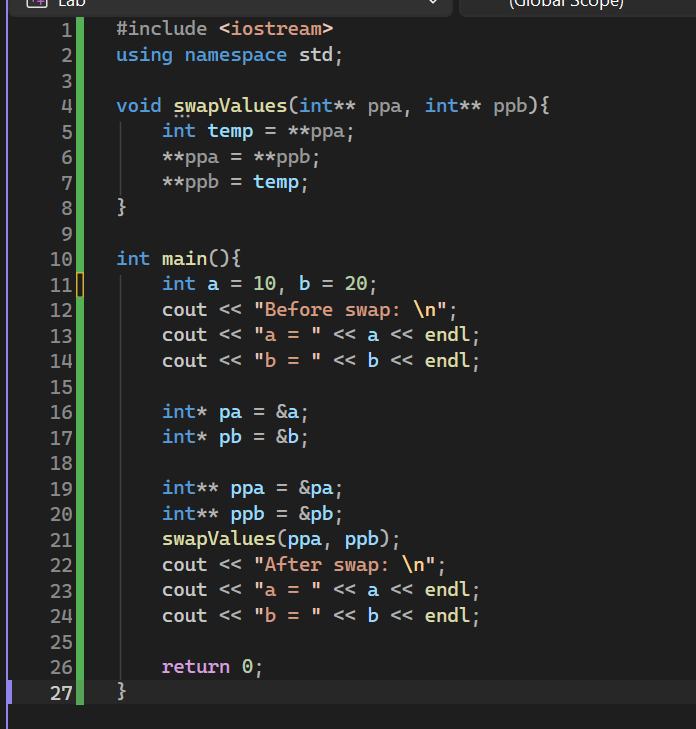 Lab
(Global Scope)
1 #include <iostream>
2 using namespace std;
3
4 void swapValues(int** ppa, int** ppb){
5 int temp = **ppa;
6 **ppa = **ppb;
7 **ppb = temp;
8 }
9
10 int main(){
11 int a = 10, b = 20;
12 cout << "Before swap: \n";
13 cout << "a = " << a << endl;
14 cout << "b = " << b << endl;
15
16 int* pa = &a;
17 int* pb = &b;
18
19 int** ppa = &pa;
20 int** ppb = &pb;
21 swapValues(ppa, ppb);
22 cout << "After swap: \n";
23 cout << "a = " << a << endl;
24 cout << "b = " << b << endl;
25
26 return 0;
27 }